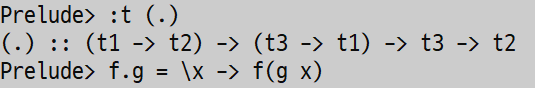 Prelude> :t (.)
(.) :: (t1 -> t2) -> (t3 -> t1) -> t3 -> t2
Prelude> f.g = \x -> f(g x)